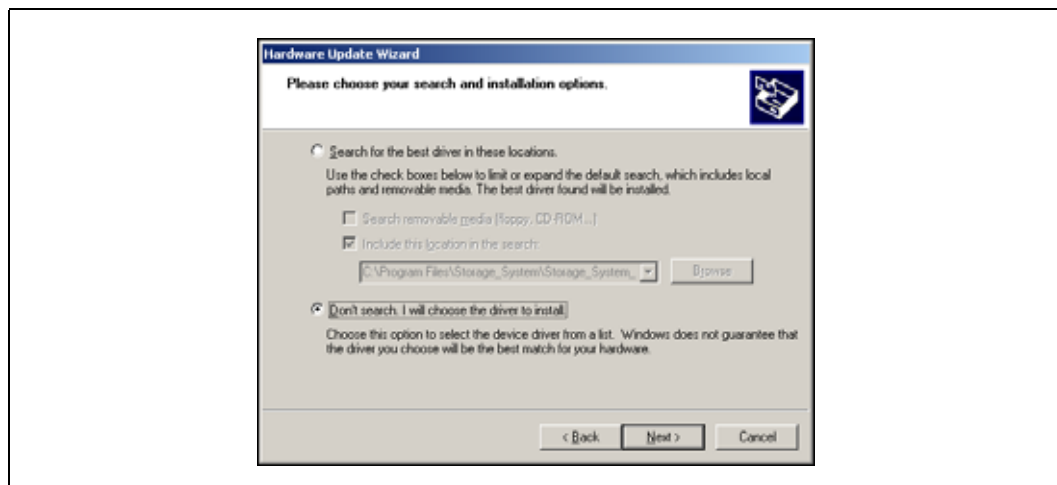 Hardware Update Wizard
Please choose your search and installation options.
Search for the best driver in these locations.
Use the check boxes below to limit or expand the default search, which includes local
paths and removable media. The best driver found will be installed.
Search removable media (floppy, CD-ROM...)
Include this location in the search:
C:\Program Files\Storage_System\Storage_System_
Browse
Don't search. I will choose the driver to install.
Choose this option to select the device driver from a list. Windows does not guarantee that
the driver you choose will be the best match for your hardware.
< Back Next > Cancel